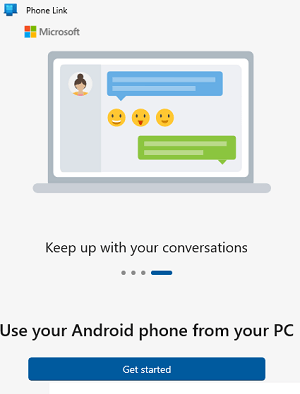 Phone Link
Microsoft
Keep up with your conversations
Use your Android phone from your PC
Get started